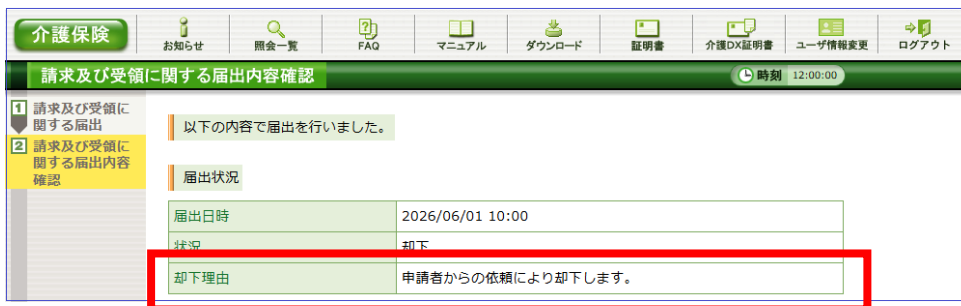 介護保険
お知らせ
照会一覧
FAQ
マニュアル
ダウンロード
証明書
介護DX証明書
ユーザ情報変更
ログアウト
請求及び受領に関する届出内容確認
時刻 12:00:00
1 請求及び受領に
関する届出
2 請求及び受領に
関する届出内容
確認
以下の内容で届出を行いました。
届出状況
届出日時 2026/06/01 10:00
状況 却下
却下理由 申請者からの依頼により却下します。